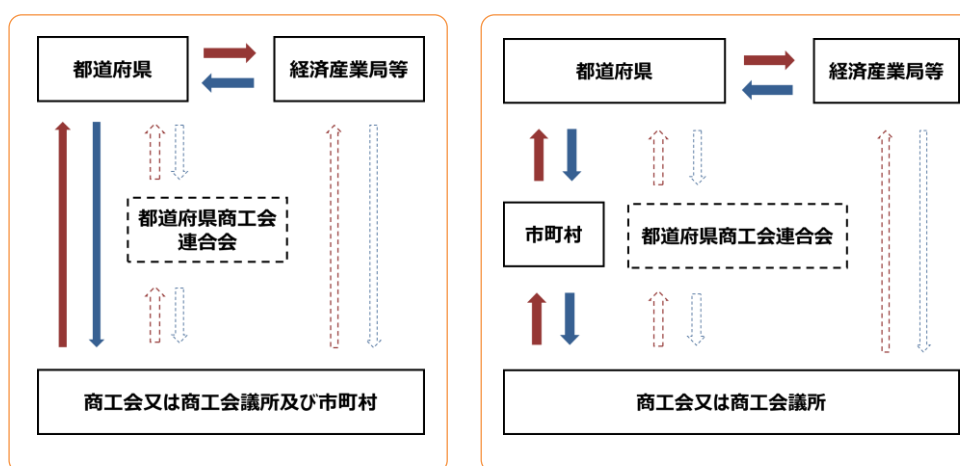 都道府県
経済産業局等
都道府県商工会
連合会
商工会又は商工会議所及び市町村
都道府県
経済産業局等
市町村
都道府県商工会連合会
商工会又は商工会議所